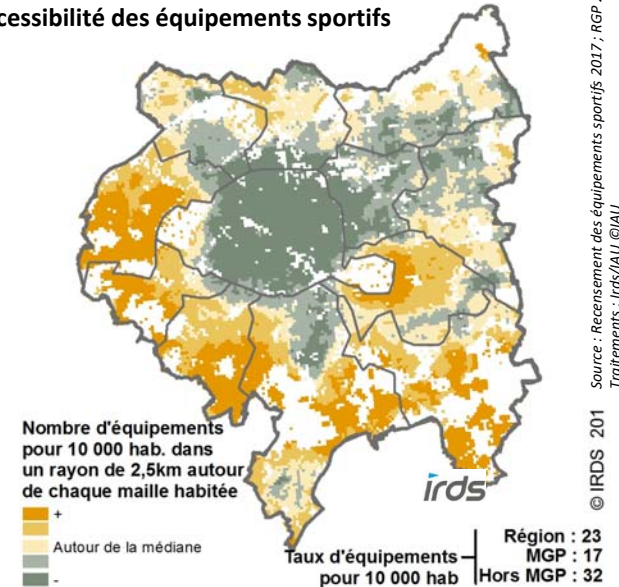 cessibilité des équipements sportifs
Source : Recensement des équipements sportifs 2017 ; RGP
Traitements : Irds/IAU ©IAU
Nombre d'équipements
pour 10 000 hab. dans
un rayon de 2,5km autour
de chaque maille habitée
+
Autour de la médiane
-
irds
© IRDS 201
Taux d'équipements
pour 10 000 hab
Région : 23
MGP : 17
Hors MGP : 32